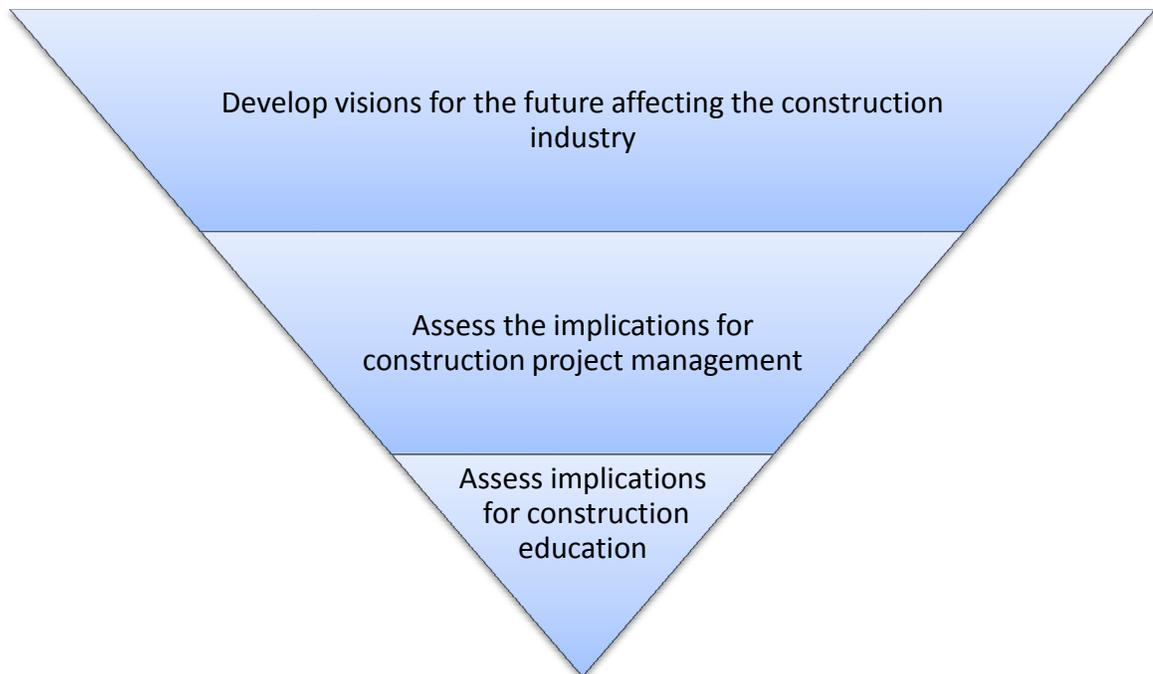 Develop visions for the future affecting the construction
industry
Assess the implications for
construction project management
Assess implications
for construction
education